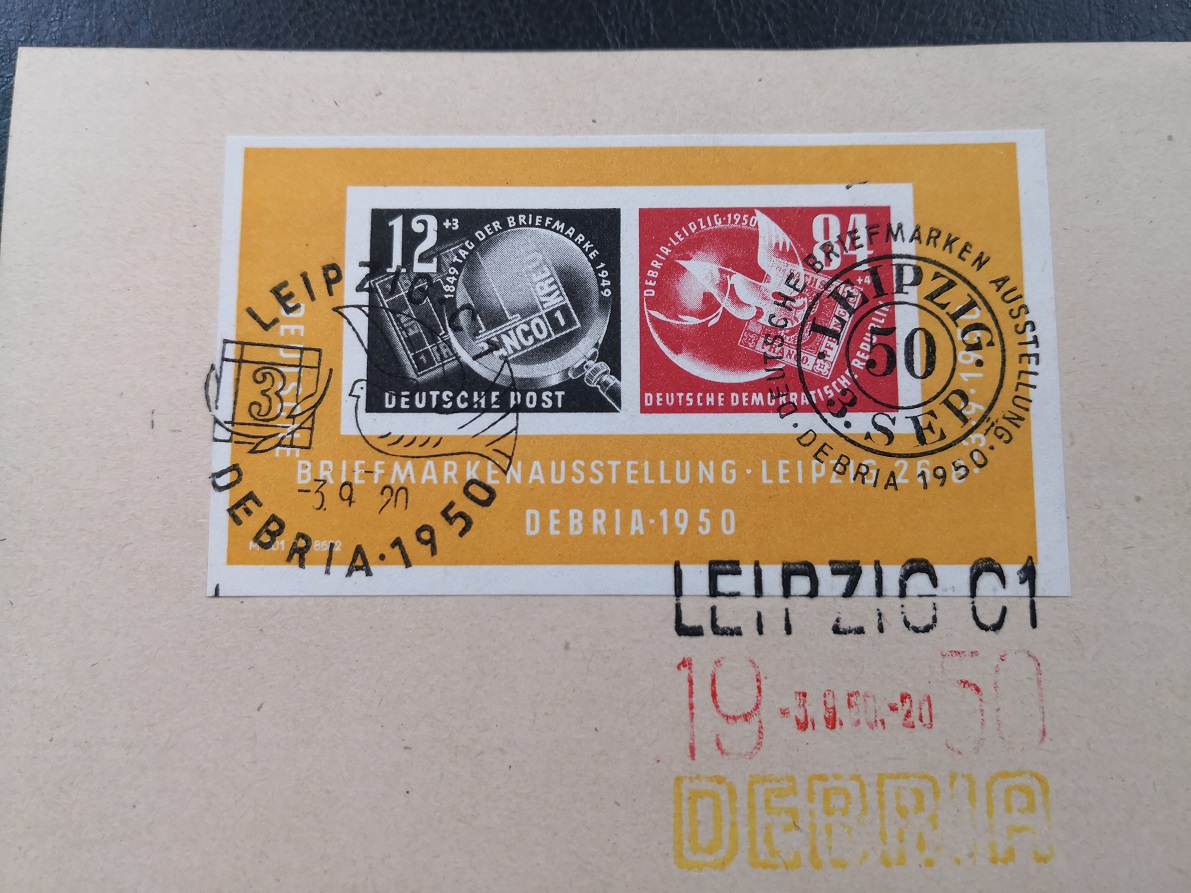 12 +3
1849 TAG DER BRIEFMARKE 1949
DEUTSCHE POST
DEBRIA·LEIPZIG·1950
84
DEUTSCHE DEMOKRATISCHE REPUBLIK
DEUTSCHE
BRIEFMARKENAUSSTELLUNG·LEIPZIG 26.
DEBRIA·1950
LEIPZIG·C1
3
-3.9 20
DEBRIA·1950
DEUTSCHE BRIEFMARKEN AUSSTELLUNG·
·LEIPZIG·
50
3. SEP.
DEBRIA 1950
LEIPZIG C1
19 -3.9.50.-20 50
DEBRIA